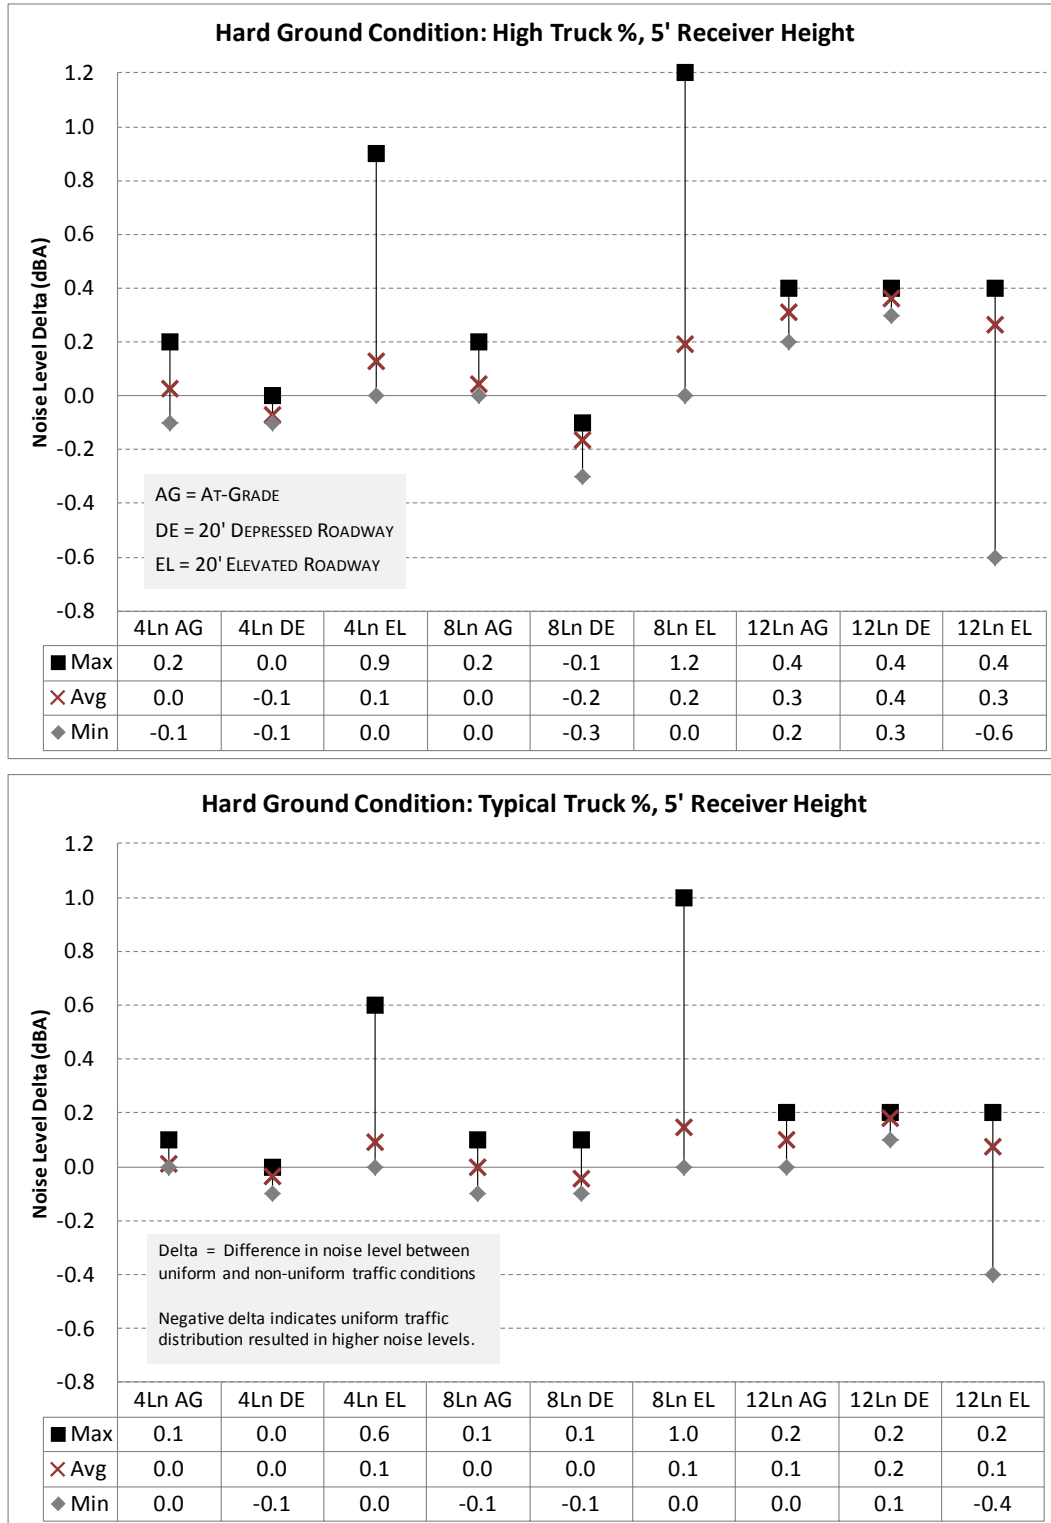 Hard Ground Condition: High Truck %, 5' Receiver Height
Noise Level Delta (dBA)
1.2
1.0
0.8
0.6
0.4
0.2
0.0
-0.2
-0.4
-0.6
-0.8
AG = AT-GRADE
DE = 20' DEPRESSED ROADWAY
EL = 20' ELEVATED ROADWAY
4Ln AG 4Ln DE 4Ln EL 8Ln AG 8Ln DE 8Ln EL 12Ln AG 12Ln DE 12Ln EL
Max 0.2 0.0 0.9 0.2 -0.1 1.2 0.4 0.4 0.4
Avg 0.0 -0.1 0.1 0.0 -0.2 0.2 0.3 0.4 0.3
Min -0.1 -0.1 0.0 0.0 -0.3 0.0 0.2 0.3 -0.6
Hard Ground Condition: Typical Truck %, 5' Receiver Height
Noise Level Delta (dBA)
1.2
1.0
0.8
0.6
0.4
0.2
0.0
-0.2
-0.4
-0.6
-0.8
Delta = Difference in noise level between
uniform and non-uniform traffic conditions
Negative delta indicates uniform traffic
distribution resulted in higher noise levels.
4Ln AG 4Ln DE 4Ln EL 8Ln AG 8Ln DE 8Ln EL 12Ln AG 12Ln DE 12Ln EL
Max 0.1 0.0 0.6 0.1 0.1 1.0 0.2 0.2 0.2
Avg 0.0 0.0 0.1 0.0 0.0 0.1 0.1 0.2 0.1
Min 0.0 -0.1 0.0 -0.1 -0.1 0.0 0.0 0.1 -0.4